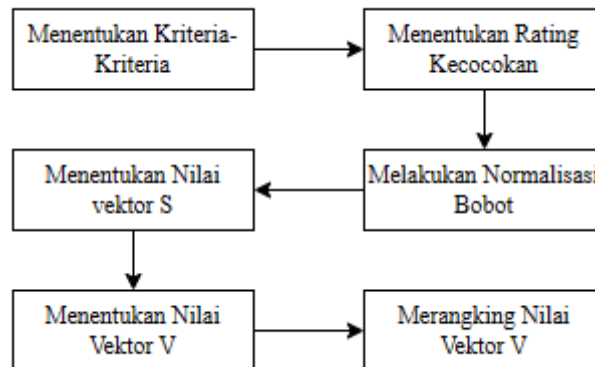 Menentukan Kriteria-
Kriteria
Menentukan Rating
Kecocokan
Melakukan Normalisasi
Bobot
Menentukan Nilai
vektor S
Menentukan Nilai
Vektor V
Merangking Nilai
Vektor V